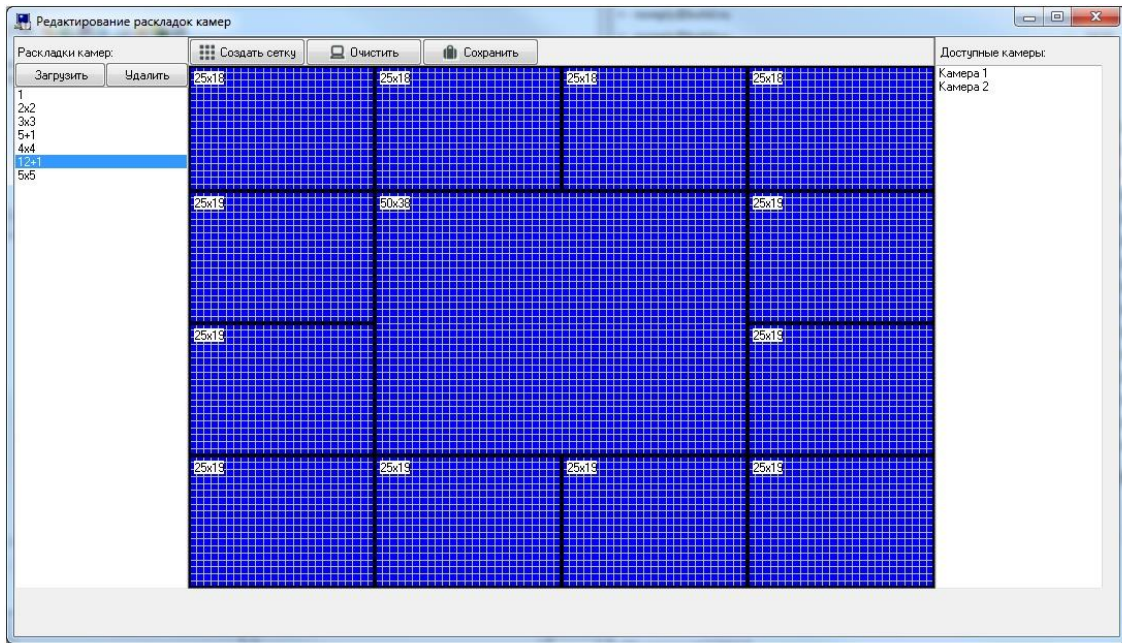 Редактирование раскладок камер
Раскладки камер:
Загрузить Удалить
1
2x2
3x3
5+1
4x4
12+1
5x5
Создать сетку Очистить Сохранить
25x18 25x18 25x18 25x18
25x19 50x38 25x19
25x19 25x19
25x19 25x19 25x19 25x19
Доступные камеры:
Камера 1
Камера 2